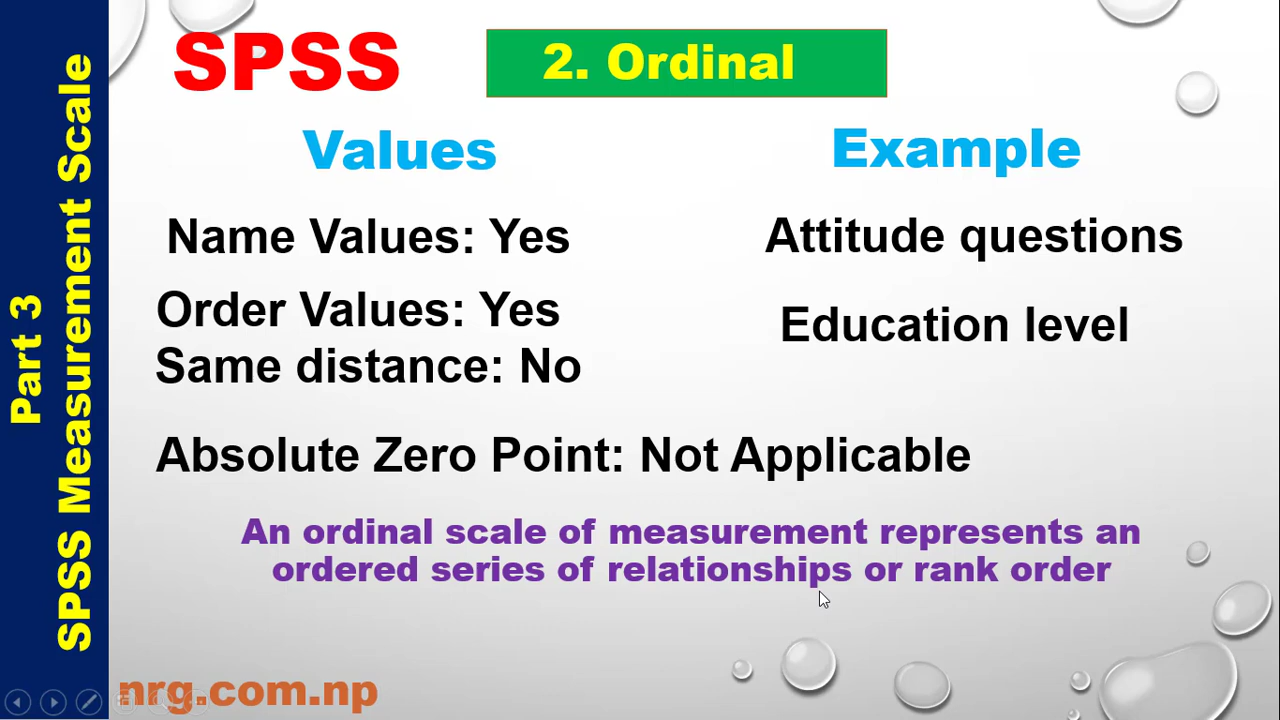 Part 3
SPSS Measurement Scale
SPSS
2. Ordinal
Values
Example
Name Values: Yes
Attitude questions
Order Values: Yes
Education level
Same distance: No
Absolute Zero Point: Not Applicable
An ordinal scale of measurement represents an
ordered series of relationships or rank order
nrg.com.np